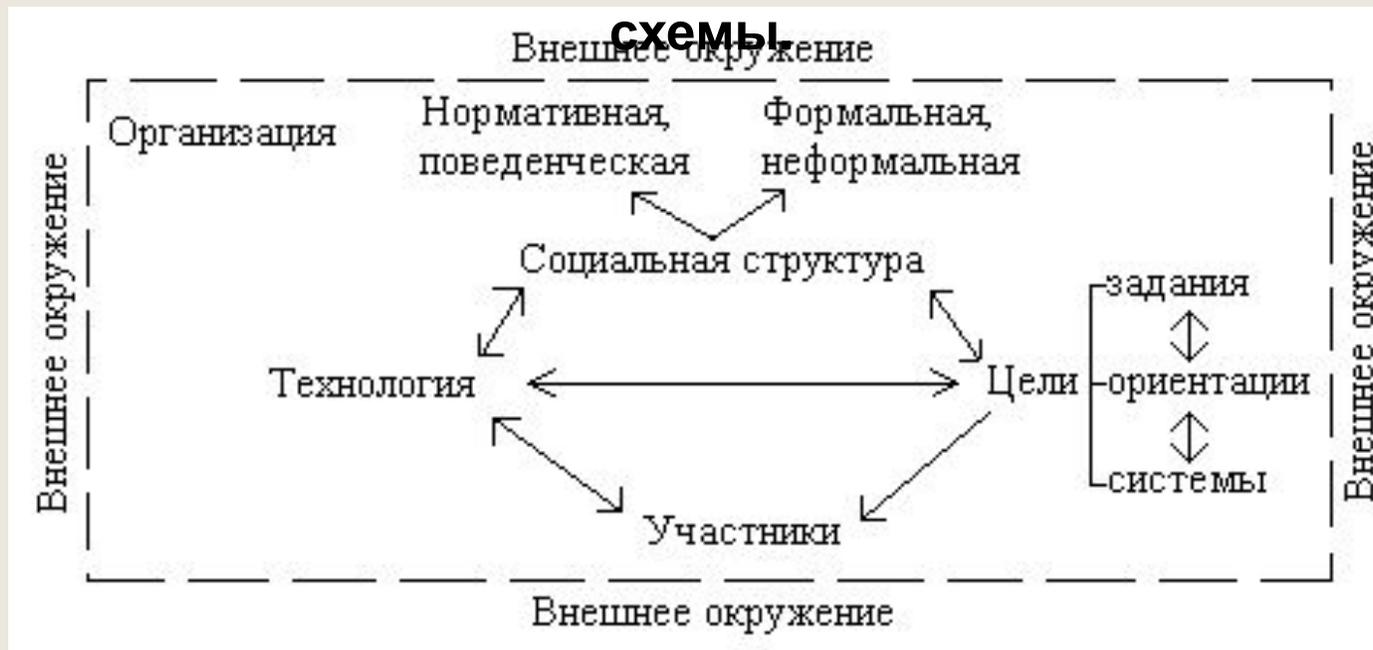 схемы.
Внешнее окружение
Организация
Нормативная,
поведенческая
Формальная,
неформальная
Социальная структура
Внешнее окружение
Внешнее окружение
задания
Технология
Цели
ориентации
системы
Участники
Внешнее окружение